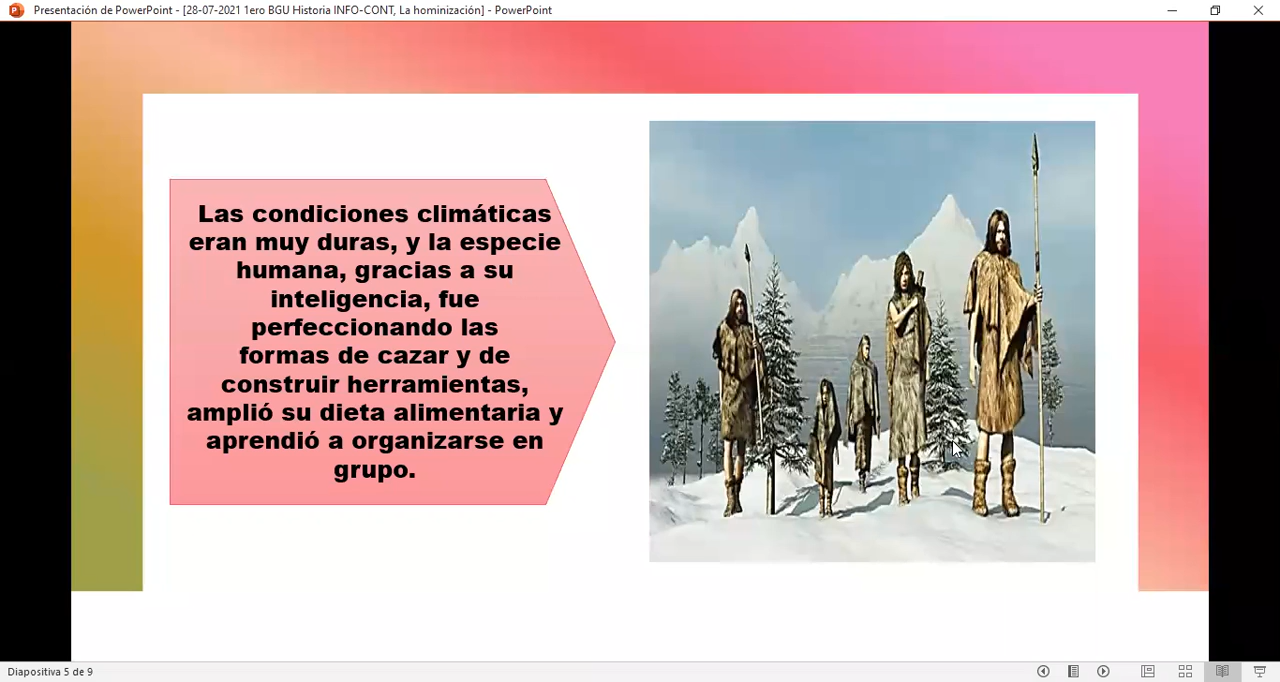 Presentación de PowerPoint - [28-07-2021 1ero BGU Historia INFO-CONT, La hominización] - PowerPoint
Las condiciones climáticas
eran muy duras, y la especie
humana, gracias a su
inteligencia, fue
perfeccionando las
formas de cazar y de
construir herramientas,
amplió su dieta alimentaria y
aprendió a organizarse en
grupo.
Diapositiva 5 de 9